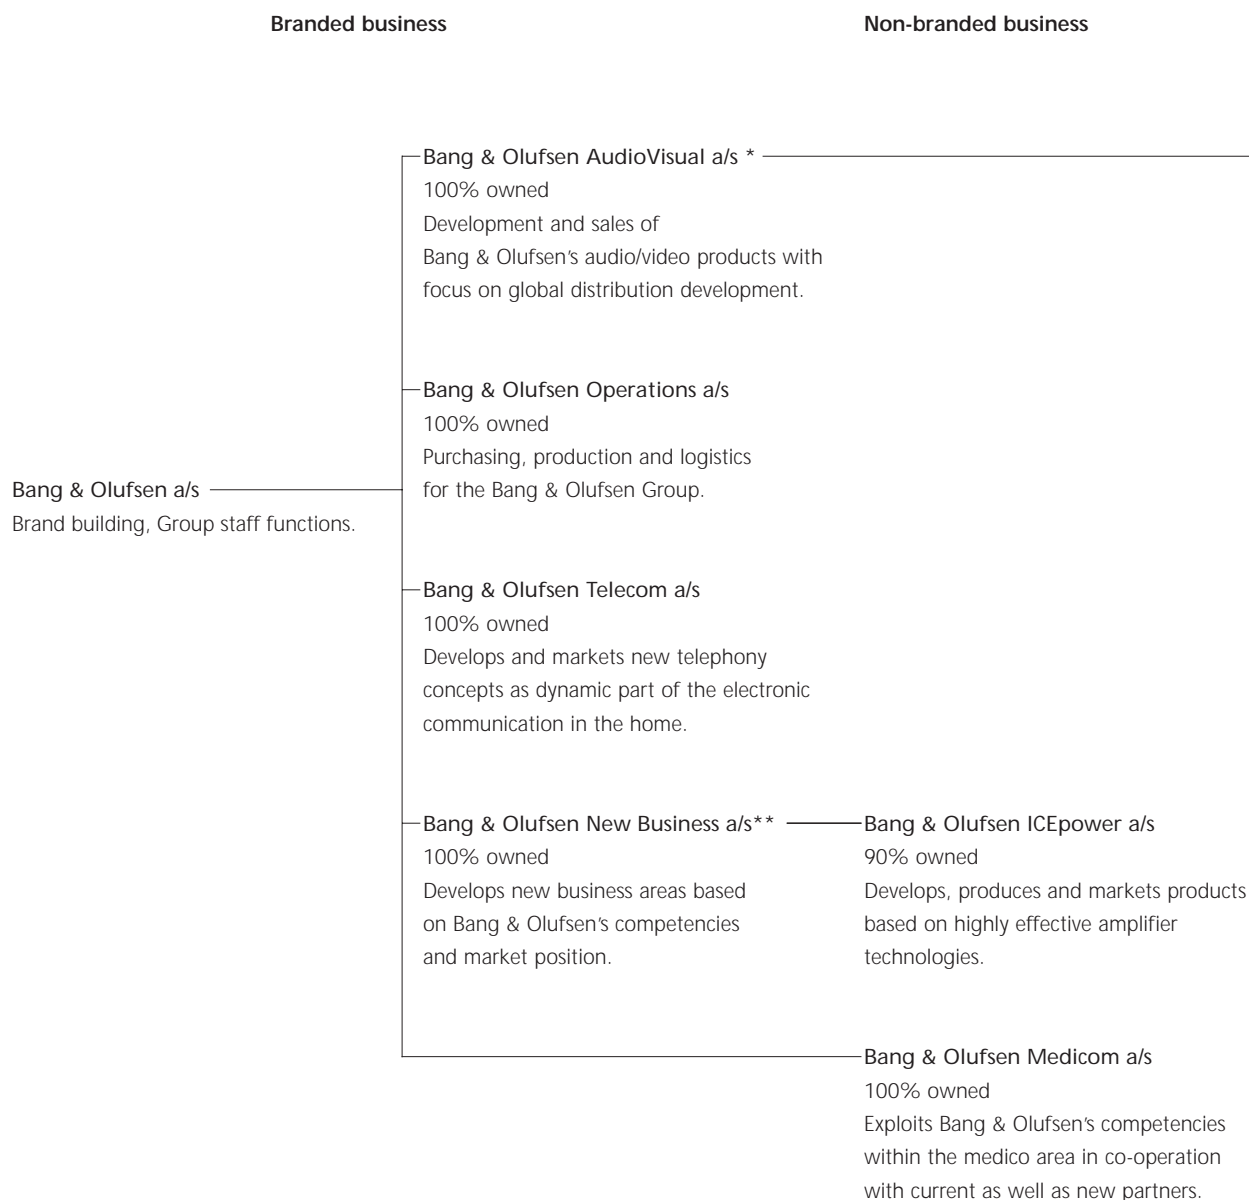 Branded business
Non-branded business
Bang & Olufsen AudioVisual a/s *
100% owned
Development and sales of
Bang & Olufsen's audio/video products with
focus on global distribution development.
Bang & Olufsen Operations a/s
100% owned
Purchasing, production and logistics
for the Bang & Olufsen Group.
Bang & Olufsen a/s
Brand building, Group staff functions.
Bang & Olufsen Telecom a/s
100% owned
Develops and markets new telephony
concepts as dynamic part of the electronic
communication in the home.
Bang & Olufsen New Business a/s**
100% owned
Develops new business areas based
on Bang & Olufsen's competencies
and market position.
Bang & Olufsen ICEpower a/s
90% owned
Develops, produces and markets products
based on highly effective amplifier
technologies.
Bang & Olufsen Medicom a/s
100% owned
Exploits Bang & Olufsen's competencies
within the medico area in co-operation
with current as well as new partners.